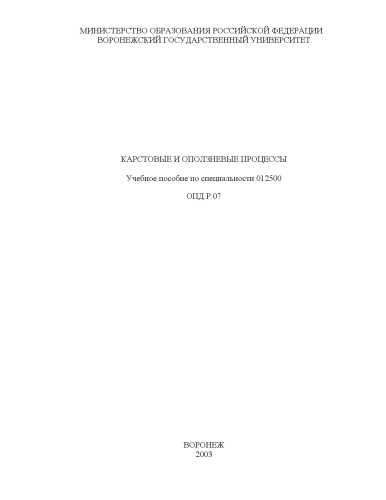 МИНИСТЕРСТВО ОБРАЗОВАНИЯ РОССИЙСКОЙ ФЕДЕРАЦИИ
ВОРОНЕЖСКИЙ ГОСУДАРСТВЕННЫЙ УНИВЕРСИТЕТ
КАРСТОВЫЕ И ОПОЛЗНЕВЫЕ ПРОЦЕССЫ
Учебное пособие по специальности 012500
ОПД.Р.07
ВОРОНЕЖ
2003